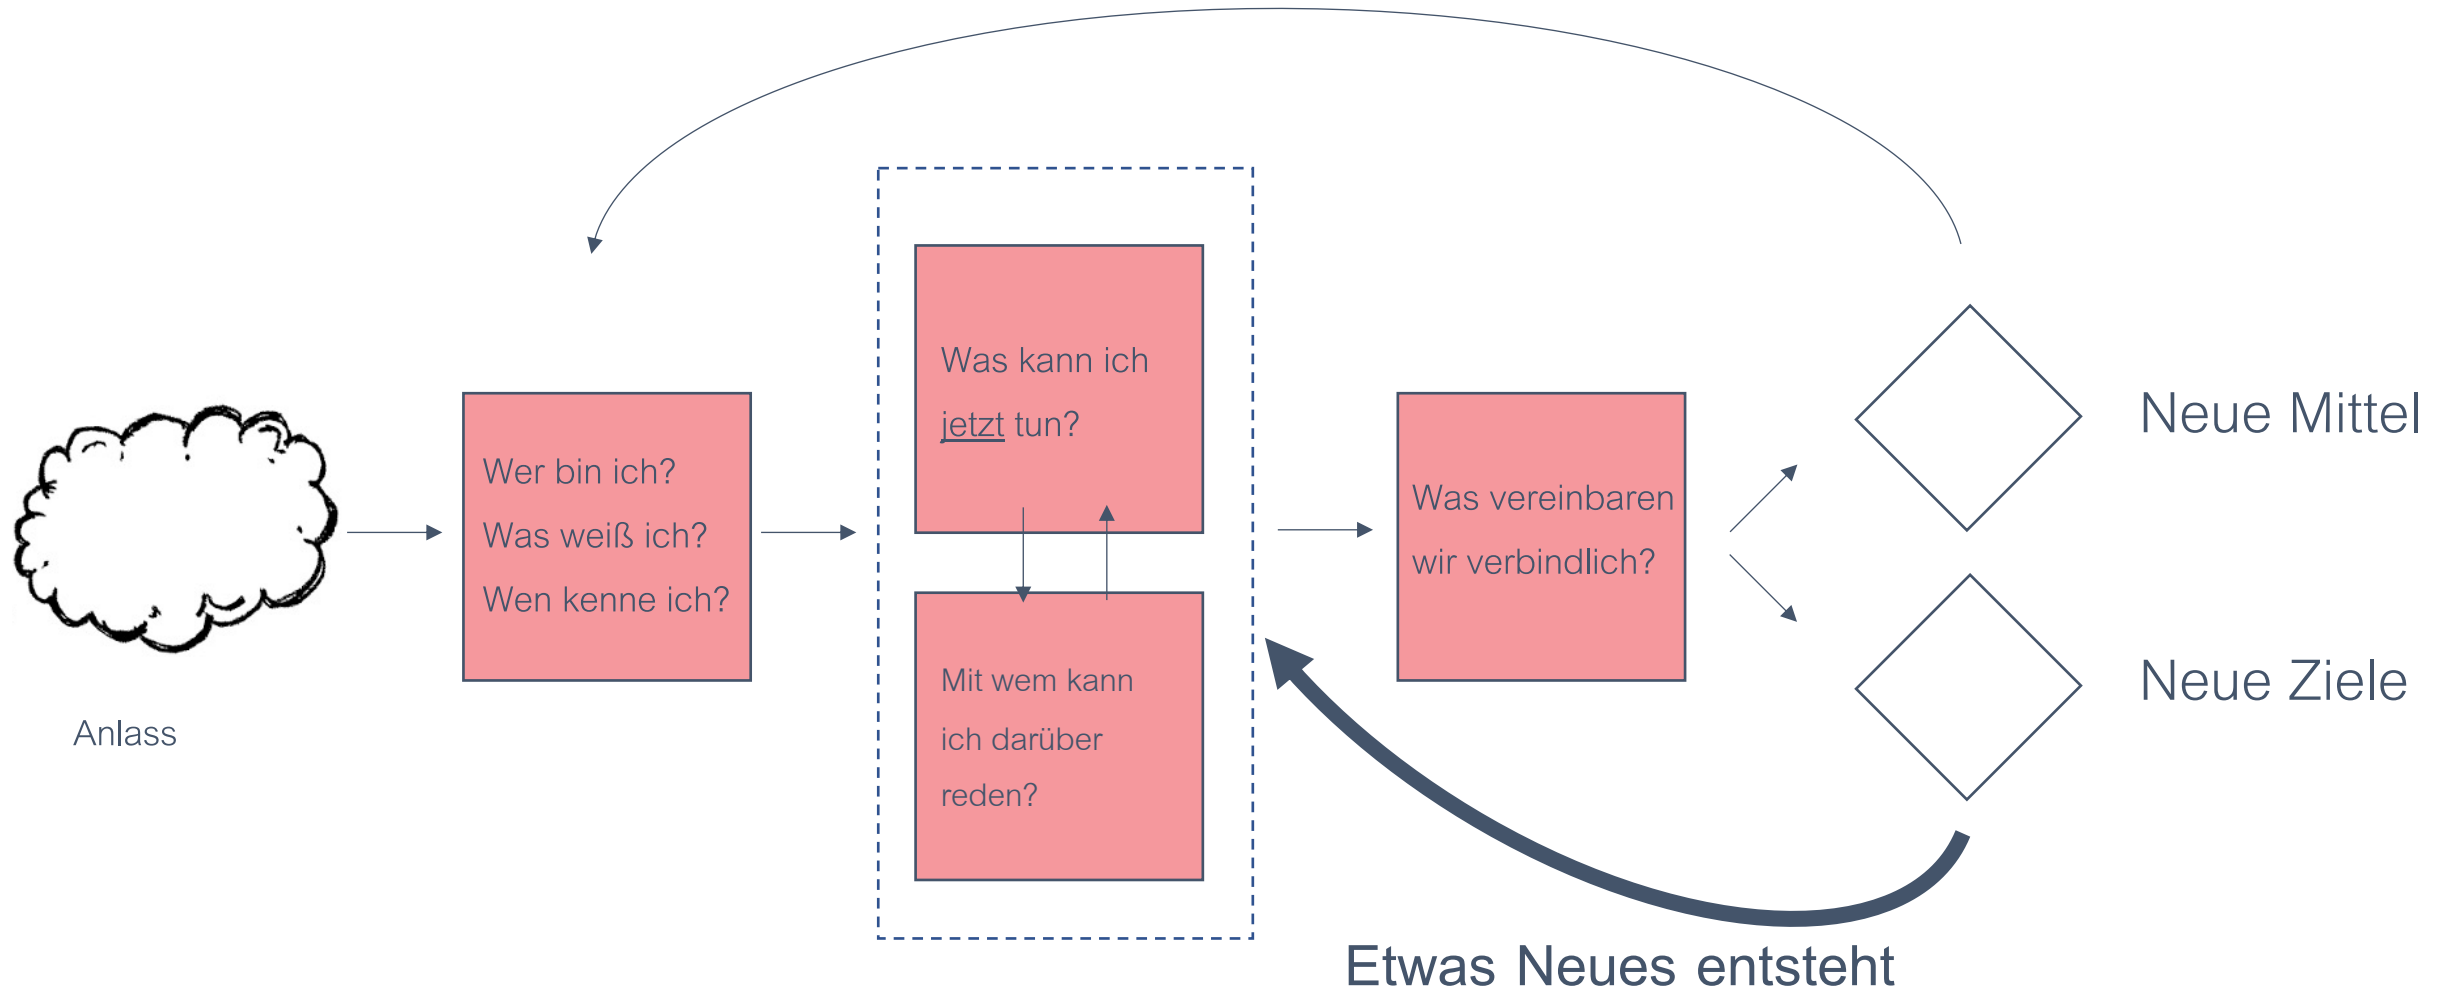 Anlass
Wer bin ich?
Was weiß ich?
Wen kenne ich?
Was kann ich
jetzt tun?
Mit wem kann
ich darüber
reden?
Was vereinbaren
wir verbindlich?
Neue Mittel
Neue Ziele
Etwas Neues entsteht